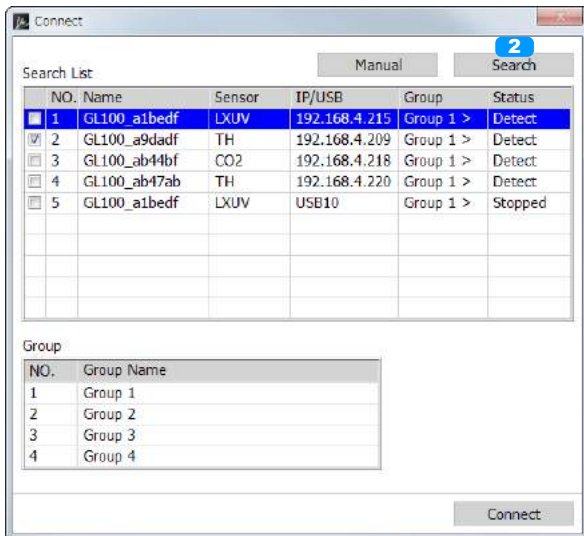 Connect
2
Manual Search
Search List
NO. Name Sensor IP/USB Group Status
1 GL100_a1bedf LXUV 192.168.4.215 Group 1 > Detect
2 GL100_a9dadf TH 192.168.4.209 Group 1 > Detect
3 GL100_ab44bf CO2 192.168.4.218 Group 1 > Detect
4 GL100_ab47ab TH 192.168.4.220 Group 1 > Detect
5 GL100_a1bedf LXUV USB10 Group 1 > Stopped
Group
NO. Group Name
1 Group 1
2 Group 2
3 Group 3
4 Group 4
Connect